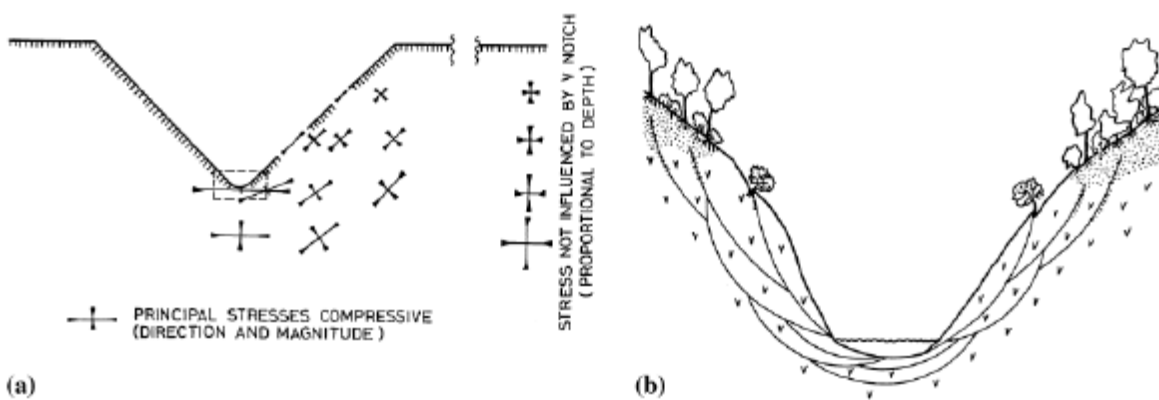 STRESS NOT INFLUENCED BY V NOTCH
(PROPORTIONAL TO DEPTH)
PRINCIPAL STRESSES COMPRESSIVE
(DIRECTION AND MAGNITUDE)
(a)
(b)